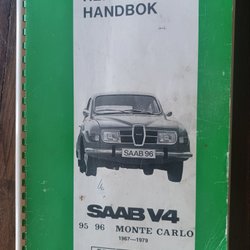 HANDBOK
SAAB 96
SAAB V4
95 96 MONTE CARLO
1967—1979